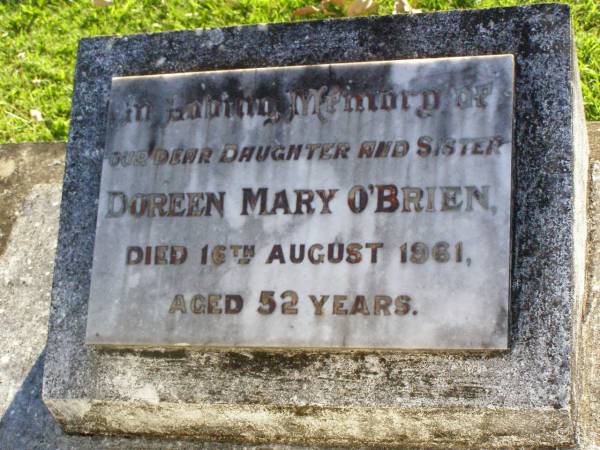 In Loving Memory of
OUR DEAR DAUGHTER AND SISTER
DOREEN MARY O'BRIEN,
DIED 16TH AUGUST 1961,
AGED 52 YEARS.